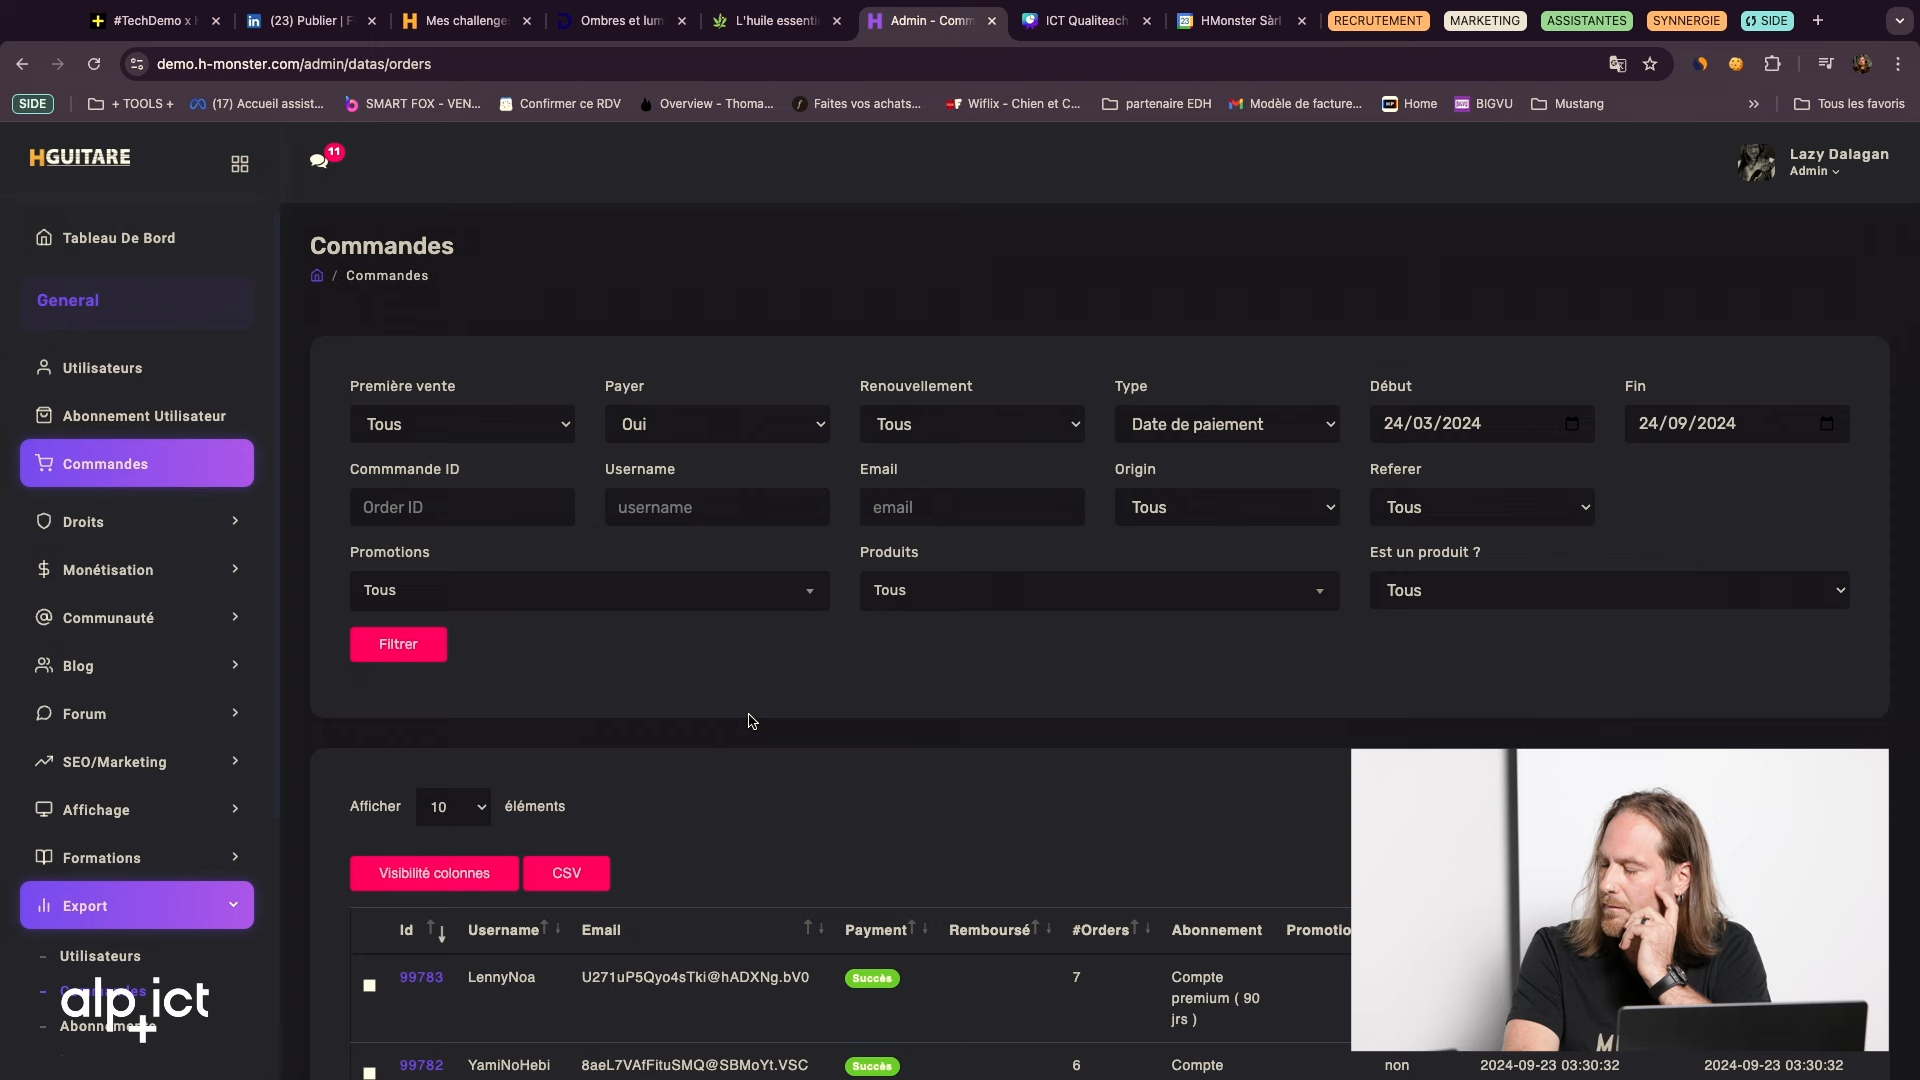 #TechDemo x
(23) Publier | F
Mes challenge
Ombres et lum
L'huile essenti
Admin - Comm
ICT Qualiteach
HMonster Sàrl
RECRUTEMENT
MARKETING
ASSISTANTES
SYNNERGIE
SIDE
demo.h-monster.com/admin/datas/orders
SIDE
+ TOOLS +
(17) Accueil assist...
SMART FOX - VEN...
Confirmer ce RDV
Overview - Thoma...
Faites vos achats...
Wiflix - Chien et C...
partenaire EDH
Modèle de facture...
Home
BIGVU
Mustang
Tous les favoris
HGUITARE
11
Lazy Dalagan
Admin
Tableau De Bord
General
Utilisateurs
Abonnement Utilisateur
Commandes
Droits
Monétisation
Communauté
Blog
Forum
SEO/Marketing
Affichage
Formations
Export
- Utilisateurs
- Abonnements
alp ict
+
Commandes
/ Commandes
Première vente
Payer
Renouvellement
Type
Début
Fin
Tous
Oui
Tous
Date de paiement
24/03/2024
24/09/2024
Commmande ID
Username
Email
Origin
Referer
Order ID
username
email
Tous
Tous
Promotions
Produits
Est un produit ?
Tous
Tous
Tous
Filtrer
Afficher 10 éléments
Visibilité colonnes
CSV
Id Username Email Payment Remboursé #Orders Abonnement Promotio
99783 LennyNoa U271uP5Qyo4sTki@hADXNg.bV0 Succès 7 Compte
premium ( 90
jrs )
99782 YamiNoHebi 8aeL7VAfFituSMQ@SBMoYt.VSC Succès 6 Compte non 2024-09-23 03:30:32 2024-09-23 03:30:32